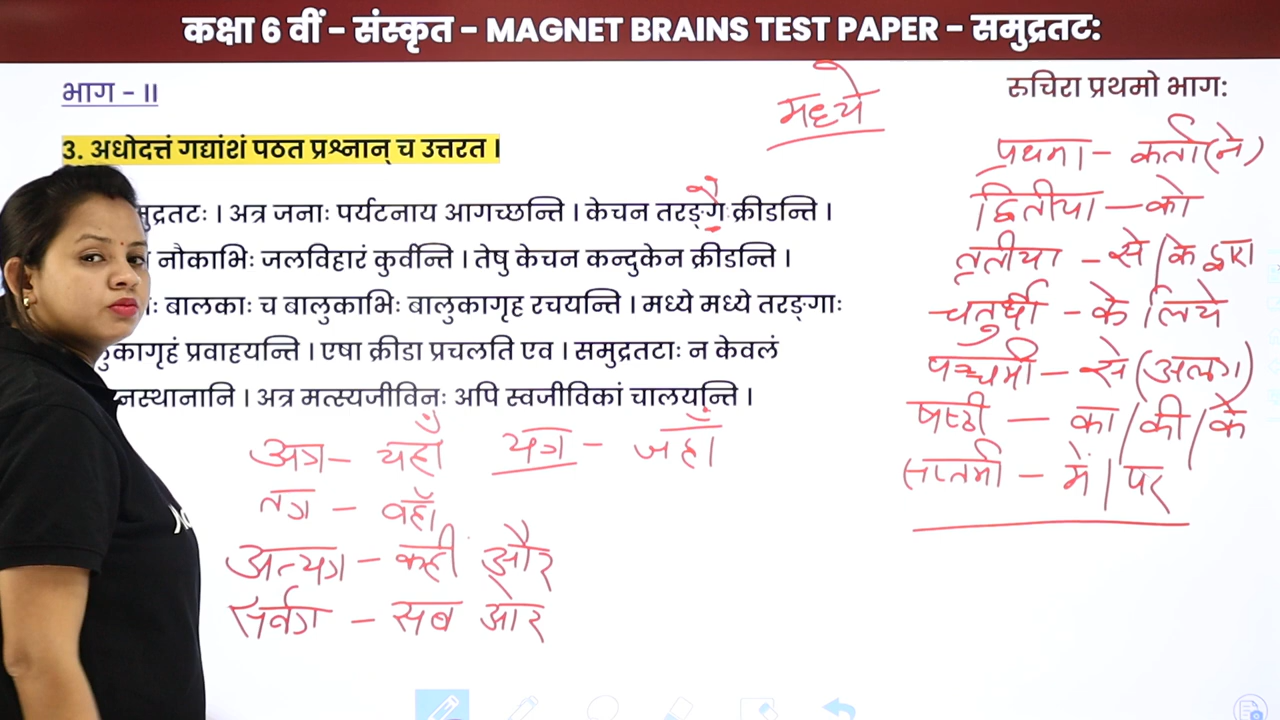 कक्षा 6 वीं - संस्कृत - MAGNET BRAINS TEST PAPER - समुद्रतट:
भाग - II
रुचिरा प्रथमो भाग:
3. अधोदत्तं गद्यांशं पठत प्रश्नान् च उत्तरत ।
मुद्रतटः । अत्र जनाः पर्यटनाय आगच्छन्ति । केचन तरङ्गै क्रीडन्ति ।
नौकाभिः जलविहारं कुर्वन्ति । तेषु केचन कन्दुकेन क्रीडन्ति ।
बालकाः च बालुकाभिः बालुकागृह रचयन्ति । मध्ये मध्ये तरङ्गाः
लुकागृहं प्रवाहयन्ति । एषा क्रीडा प्रचलति एव । समुद्रतटाः न केवलं
नस्थानानि । अत्र मत्स्यजीविनः अपि स्वजीविकां चालयन्ति ।
मध्ये
प्रथमा - कर्ता (ने)
द्वितीया - को
तृतीया - से / के द्वारा
चतुर्थी - के लिये
पञ्चमी - से (अलग)
षष्ठी - का / की / के
सप्तमी - में / पर
अत्र - यहाँ यत्र - जहाँ
तत्र - वहाँ
अत्यत्र - कही और
सर्वत्र - सब ओर